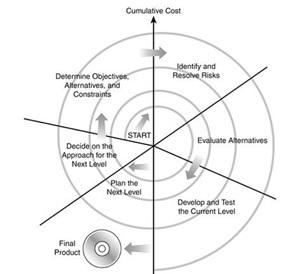 Cumulative Cost
Identify and
Resolve Risks
Determine Objectives,
Alternatives, and
Constraints
START
Evaluate Alternatives
Decide on the
Approach for the
Next Level
Plan the
Next Level
Develop and Test
the Current Level
Final
Product